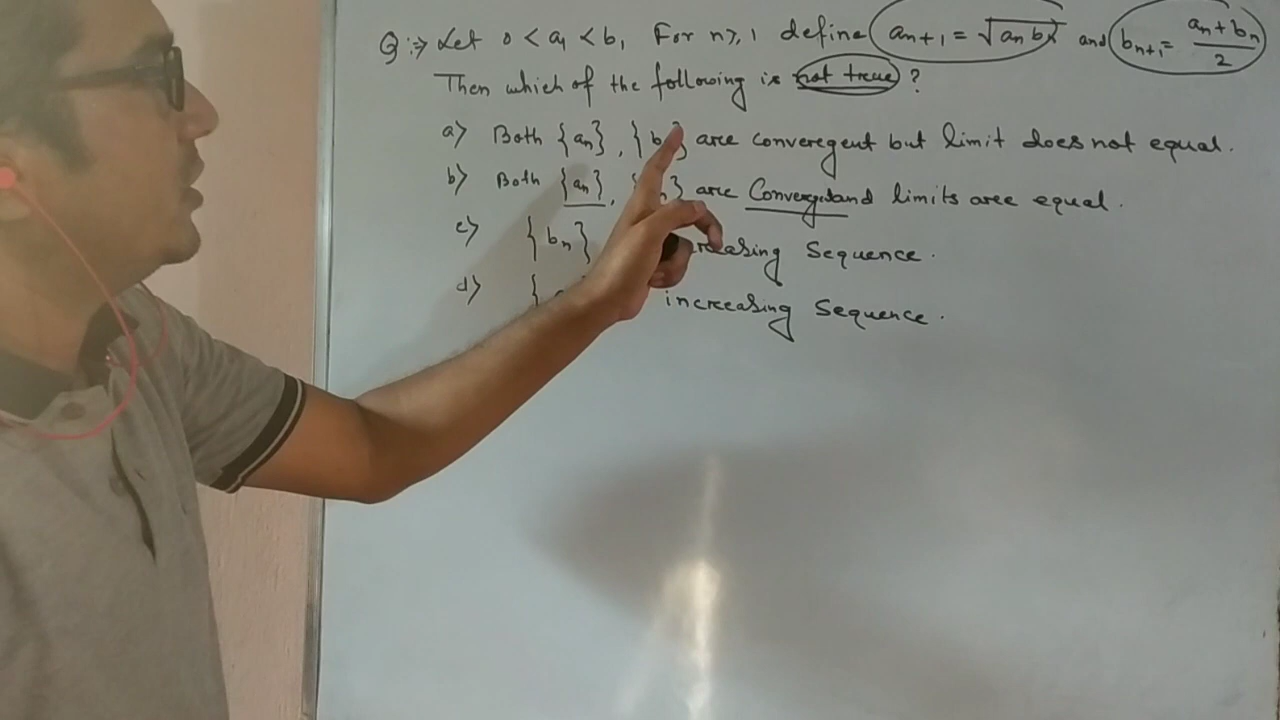 Q :→ Let 0 < a₁ < b₁ For n ≥ 1 define aₙ₊₁ = √aₙbₙ and bₙ₊₁ = (aₙ + bₙ)/2
Then which of the following is not true ?
a) Both {aₙ}, {b } are converegent but limit does not equal.
b) Both {aₙ}, { ₙ} are Convergent and limits are equal.
c) {bₙ} Sequence.
d) { increasing Sequence.